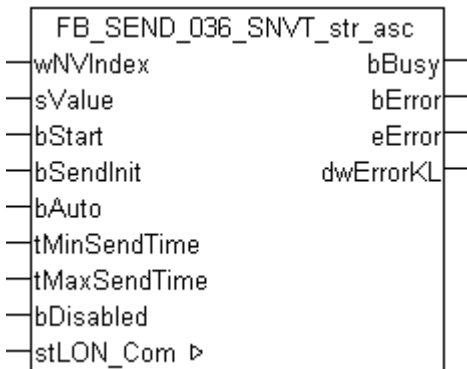 FB_SEND_036_SNVT_str_asc
wNVIndex bBusy
sValue bError
bStart eError
bSendInit dwErrorKL
bAuto
tMinSendTime
tMaxSendTime
bDisabled
stLON_Com ▷